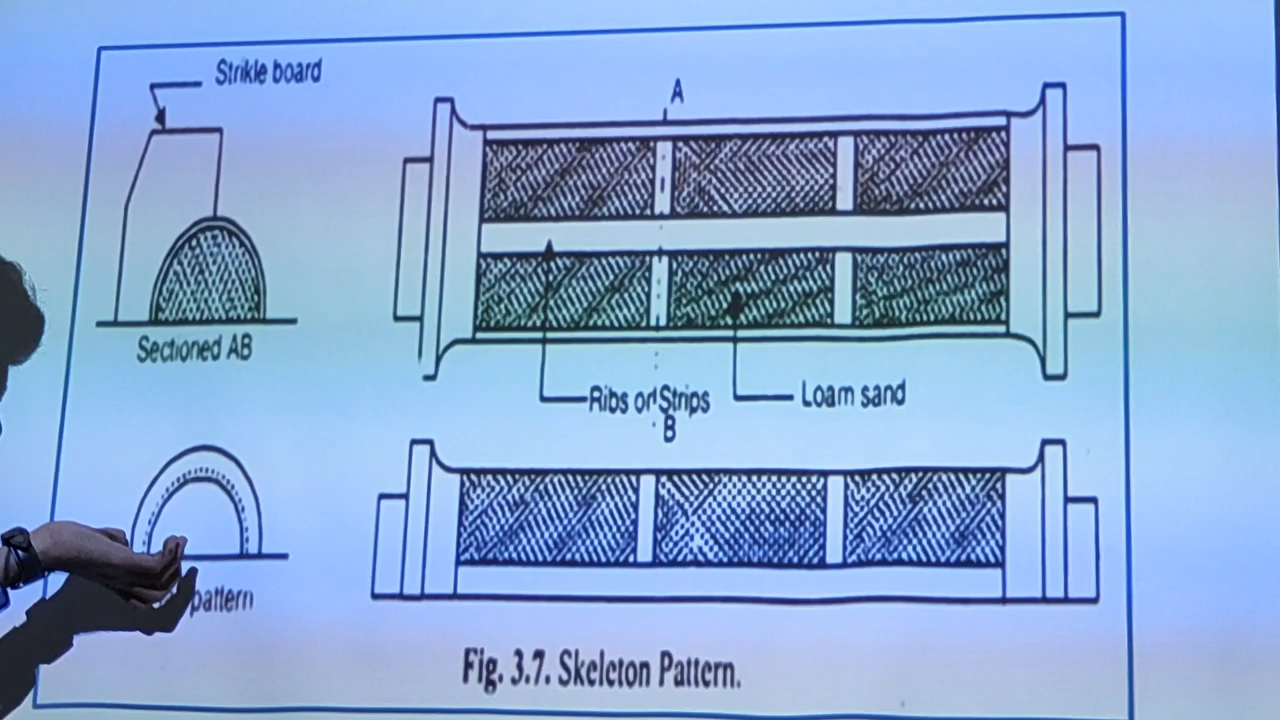 Strikle board
A
Sectioned AB
Ribs or Strips
Loam sand
B
pattern
Fig. 3.7. Skeleton Pattern.